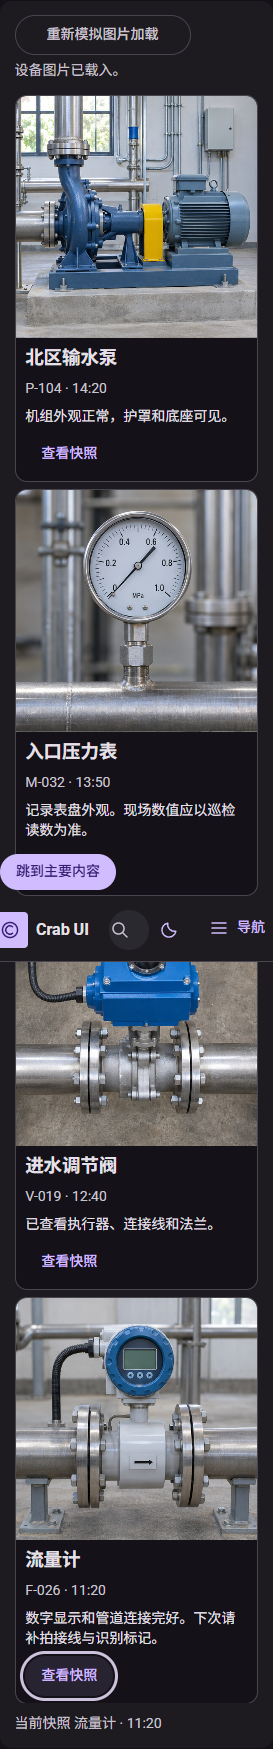 重新模拟图片加载
设备图片已载入。
北区输水泵
P-104 · 14:20
机组外观正常，护罩和底座可见。
查看快照
0 0.2 0.4 0.6 0.8 1.0
MPa
入口压力表
M-032 · 13:50
记录表盘外观。现场数值应以巡检
读数为准。
跳到主要内容
© Crab UI 导航
进水调节阀
V-019 · 12:40
已查看执行器、连接线和法兰。
查看快照
流量计
F-026 · 11:20
数字显示和管道连接完好。下次请
补拍接线与识别标记。
查看快照
当前快照 流量计 · 11:20